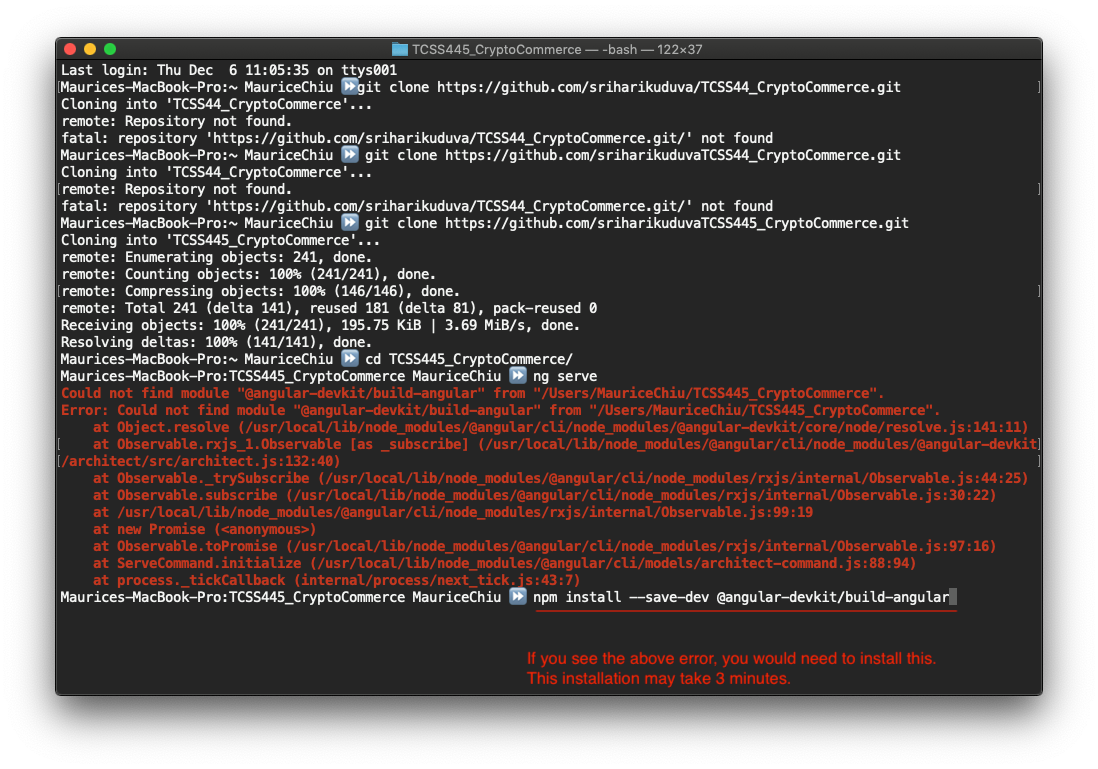 TCSS445_CryptoCommerce — -bash — 122×37
Last login: Thu Dec  6 11:05:35 on ttys001
[Maurices-MacBook-Pro:~ MauriceChiu ⏩git clone https://github.com/sriharikuduva/TCSS44_CryptoCommerce.git ]
Cloning into 'TCSS44_CryptoCommerce'...
remote: Repository not found.
fatal: repository 'https://github.com/sriharikuduva/TCSS44_CryptoCommerce.git/' not found
Maurices-MacBook-Pro:~ MauriceChiu ⏩ git clone https://github.com/sriharikuduvaTCSS44_CryptoCommerce.git
Cloning into 'TCSS44_CryptoCommerce'...
[remote: Repository not found. ]
fatal: repository 'https://github.com/sriharikuduva/TCSS44_CryptoCommerce.git/' not found
Maurices-MacBook-Pro:~ MauriceChiu ⏩ git clone https://github.com/sriharikuduvaTCSS445_CryptoCommerce.git
Cloning into 'TCSS445_CryptoCommerce'...
remote: Enumerating objects: 241, done.
remote: Counting objects: 100% (241/241), done.
[remote: Compressing objects: 100% (146/146), done. ]
remote: Total 241 (delta 141), reused 181 (delta 81), pack-reused 0
Receiving objects: 100% (241/241), 195.75 KiB | 3.69 MiB/s, done.
Resolving deltas: 100% (141/141), done.
Maurices-MacBook-Pro:~ MauriceChiu ⏩ cd TCSS445_CryptoCommerce/
Maurices-MacBook-Pro:TCSS445_CryptoCommerce MauriceChiu ⏩ ng serve
Could not find module "@angular-devkit/build-angular" from "/Users/MauriceChiu/TCSS445_CryptoCommerce".
Error: Could not find module "@angular-devkit/build-angular" from "/Users/MauriceChiu/TCSS445_CryptoCommerce".
    at Object.resolve (/usr/local/lib/node_modules/@angular/cli/node_modules/@angular-devkit/core/node/resolve.js:141:11)
[    at Observable.rxjs_1.Observable [as _subscribe] (/usr/local/lib/node_modules/@angular/cli/node_modules/@angular-devkit]
[/architect/src/architect.js:132:40) ]
    at Observable._trySubscribe (/usr/local/lib/node_modules/@angular/cli/node_modules/rxjs/internal/Observable.js:44:25)
    at Observable.subscribe (/usr/local/lib/node_modules/@angular/cli/node_modules/rxjs/internal/Observable.js:30:22)
    at /usr/local/lib/node_modules/@angular/cli/node_modules/rxjs/internal/Observable.js:99:19
    at new Promise (<anonymous>)
    at Observable.toPromise (/usr/local/lib/node_modules/@angular/cli/node_modules/rxjs/internal/Observable.js:97:16)
    at ServeCommand.initialize (/usr/local/lib/node_modules/@angular/cli/models/architect-command.js:88:94)
    at process._tickCallback (internal/process/next_tick.js:43:7)
Maurices-MacBook-Pro:TCSS445_CryptoCommerce MauriceChiu ⏩ npm install --save-dev @angular-devkit/build-angular
If you see the above error, you would need to install this.
This installation may take 3 minutes.